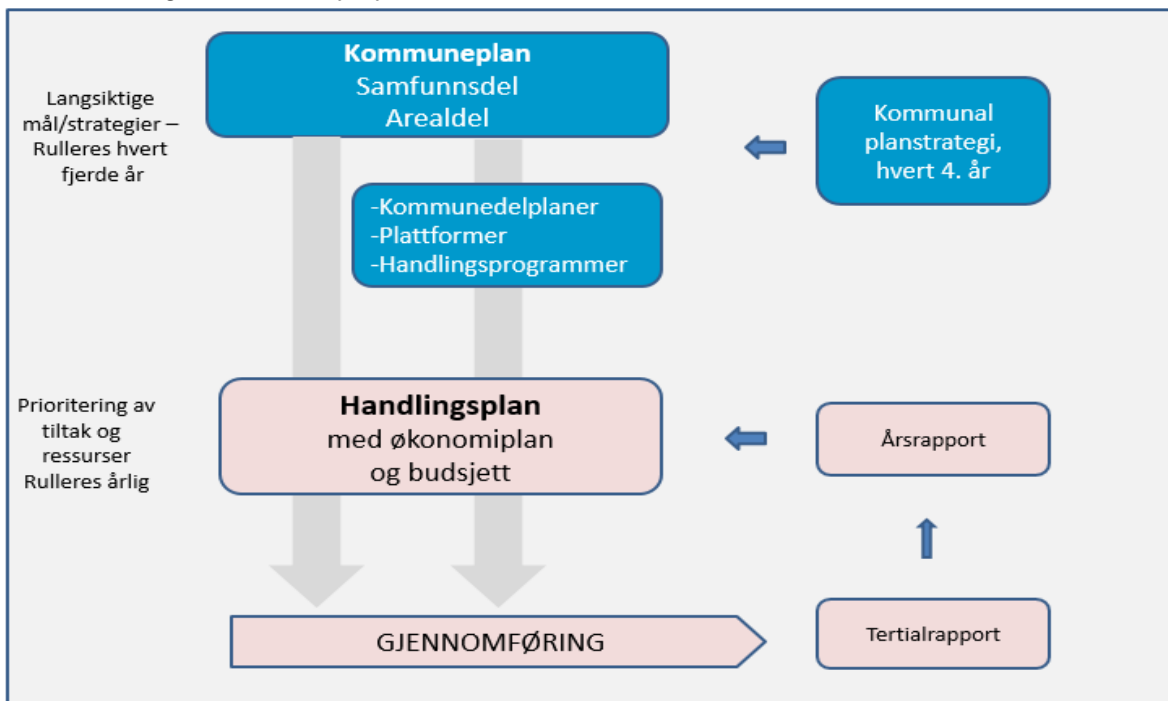 Kommuneplan
Samfunnsdel
Arealdel
Langsiktige
mål/strategier –
Rulleres hvert
fjerde år
Kommunal
planstrategi,
hvert 4. år
-Kommunedelplaner
-Plattformer
-Handlingsprogrammer
Prioritering av
tiltak og
ressurser
Rulleres årlig
Handlingsplan
med økonomiplan
og budsjett
Årsrapport
GJENNOMFØRING
Tertialrapport